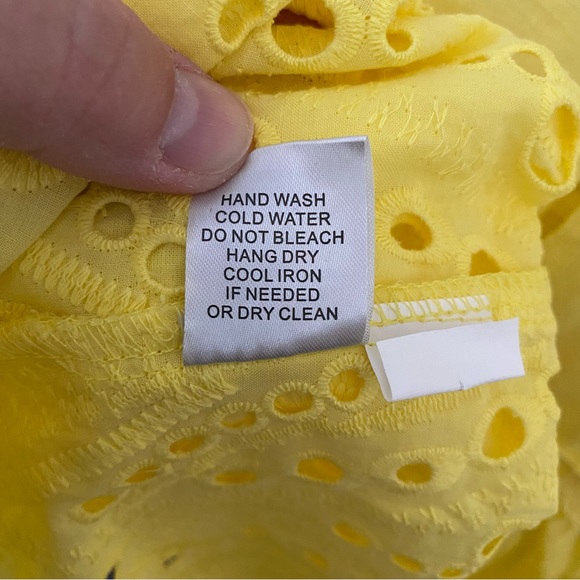 HAND WASH
COLD WATER
DO NOT BLEACH
HANG DRY
COOL IRON
IF NEEDED
OR DRY CLEAN